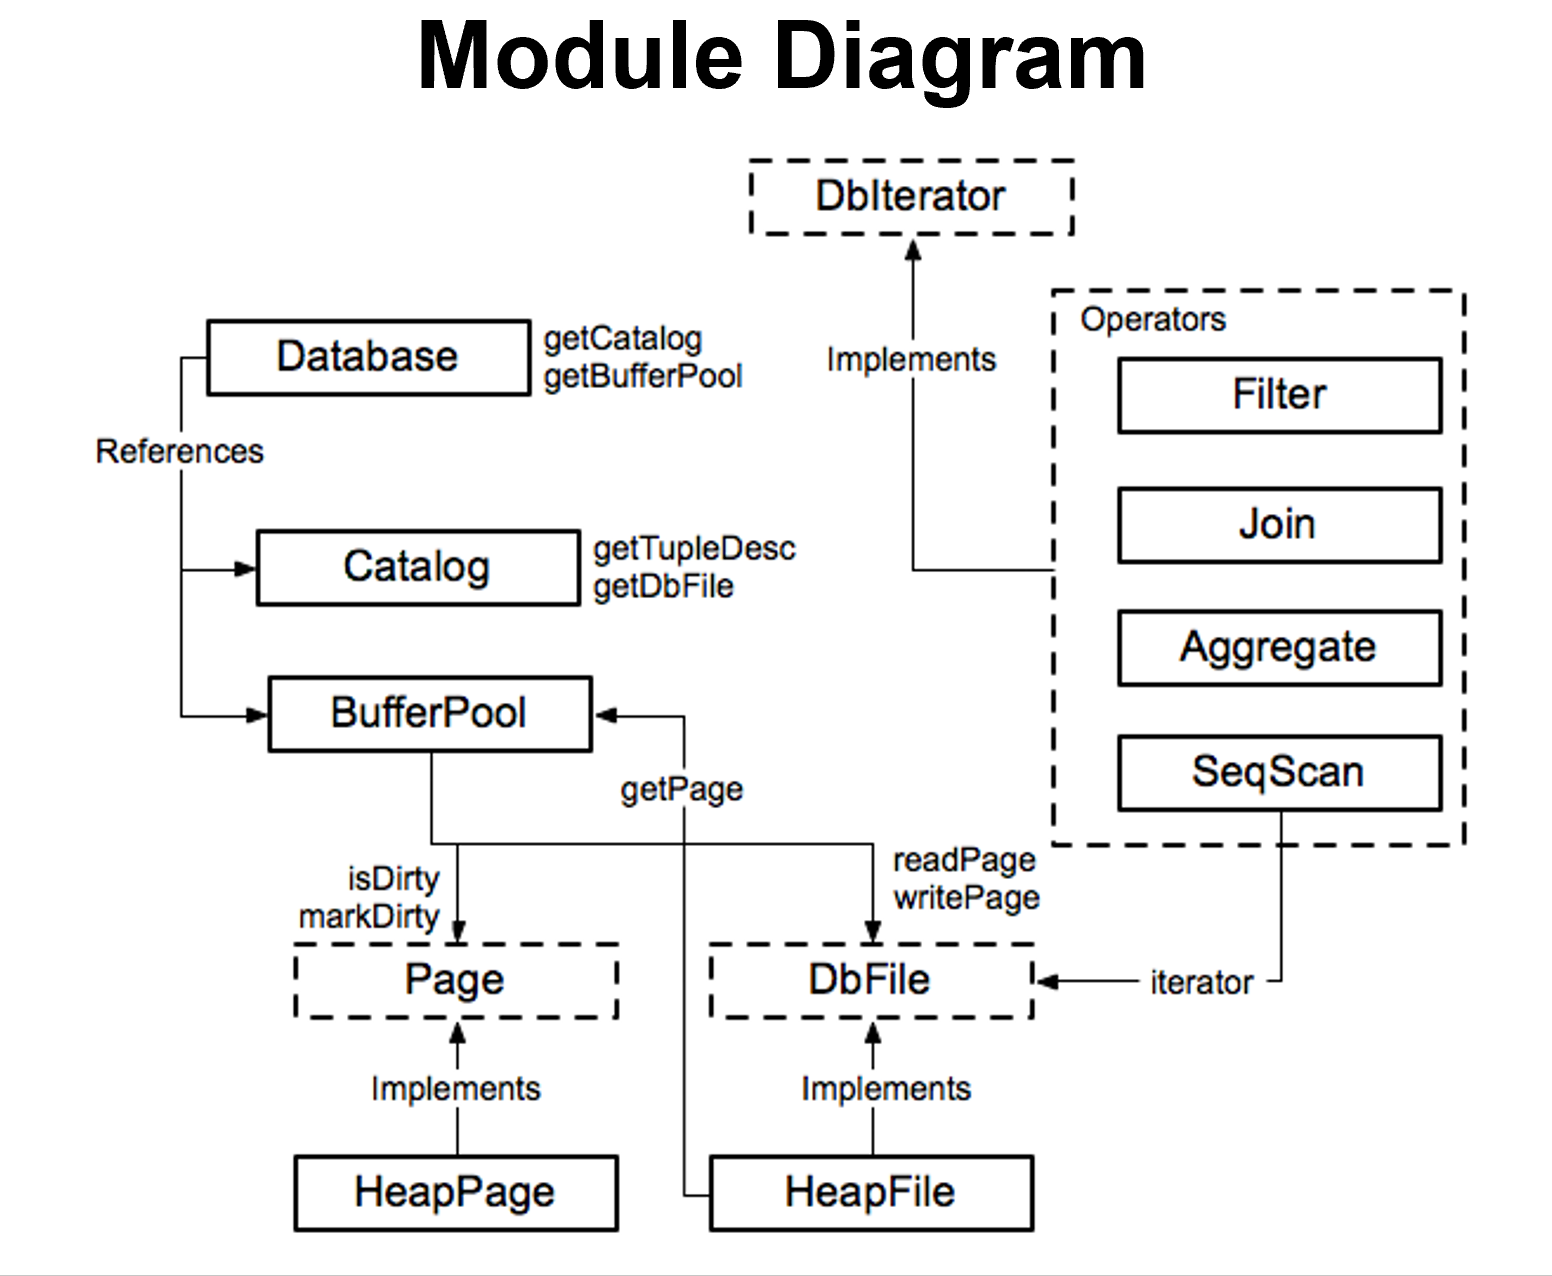 Module Diagram
DbIterator
Operators
Database
getCatalog
getBufferPool
Implements
Filter
References
Join
Catalog
getTupleDesc
getDbFile
Aggregate
BufferPool
SeqScan
getPage
isDirty
markDirty
readPage
writePage
Page
DbFile
iterator
Implements
Implements
HeapPage
HeapFile